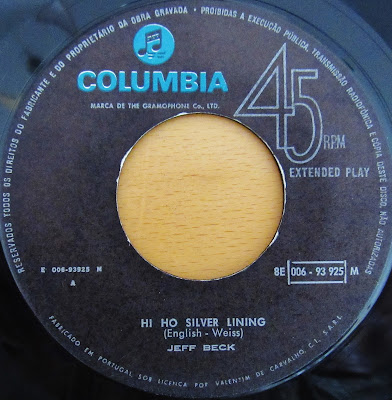 RESERVADOS TODOS OS DIREITOS DO FABRICANTE E DO PROPRIETÁRIO DA OBRA GRAVADA • PROIBIDAS A EXECUÇÃO PÚBLICA, TRANSMISSÃO RADIOFÓNICA E CÓPIA DESTE DISCO, NÃO AUTORIZADAS
COLUMBIA
MARCA DE THE GRAMOPHONE Co., LTD.
45 RPM
EXTENDED PLAY
E 006-93925 M
A
8E 006 - 93 925 M
HI HO SILVER LINING
(English - Weiss)
JEFF BECK
FABRICADO EM PORTUGAL, SOB LICENÇA POR VALENTIM DE CARVALHO, C.I., S.A.R.L.